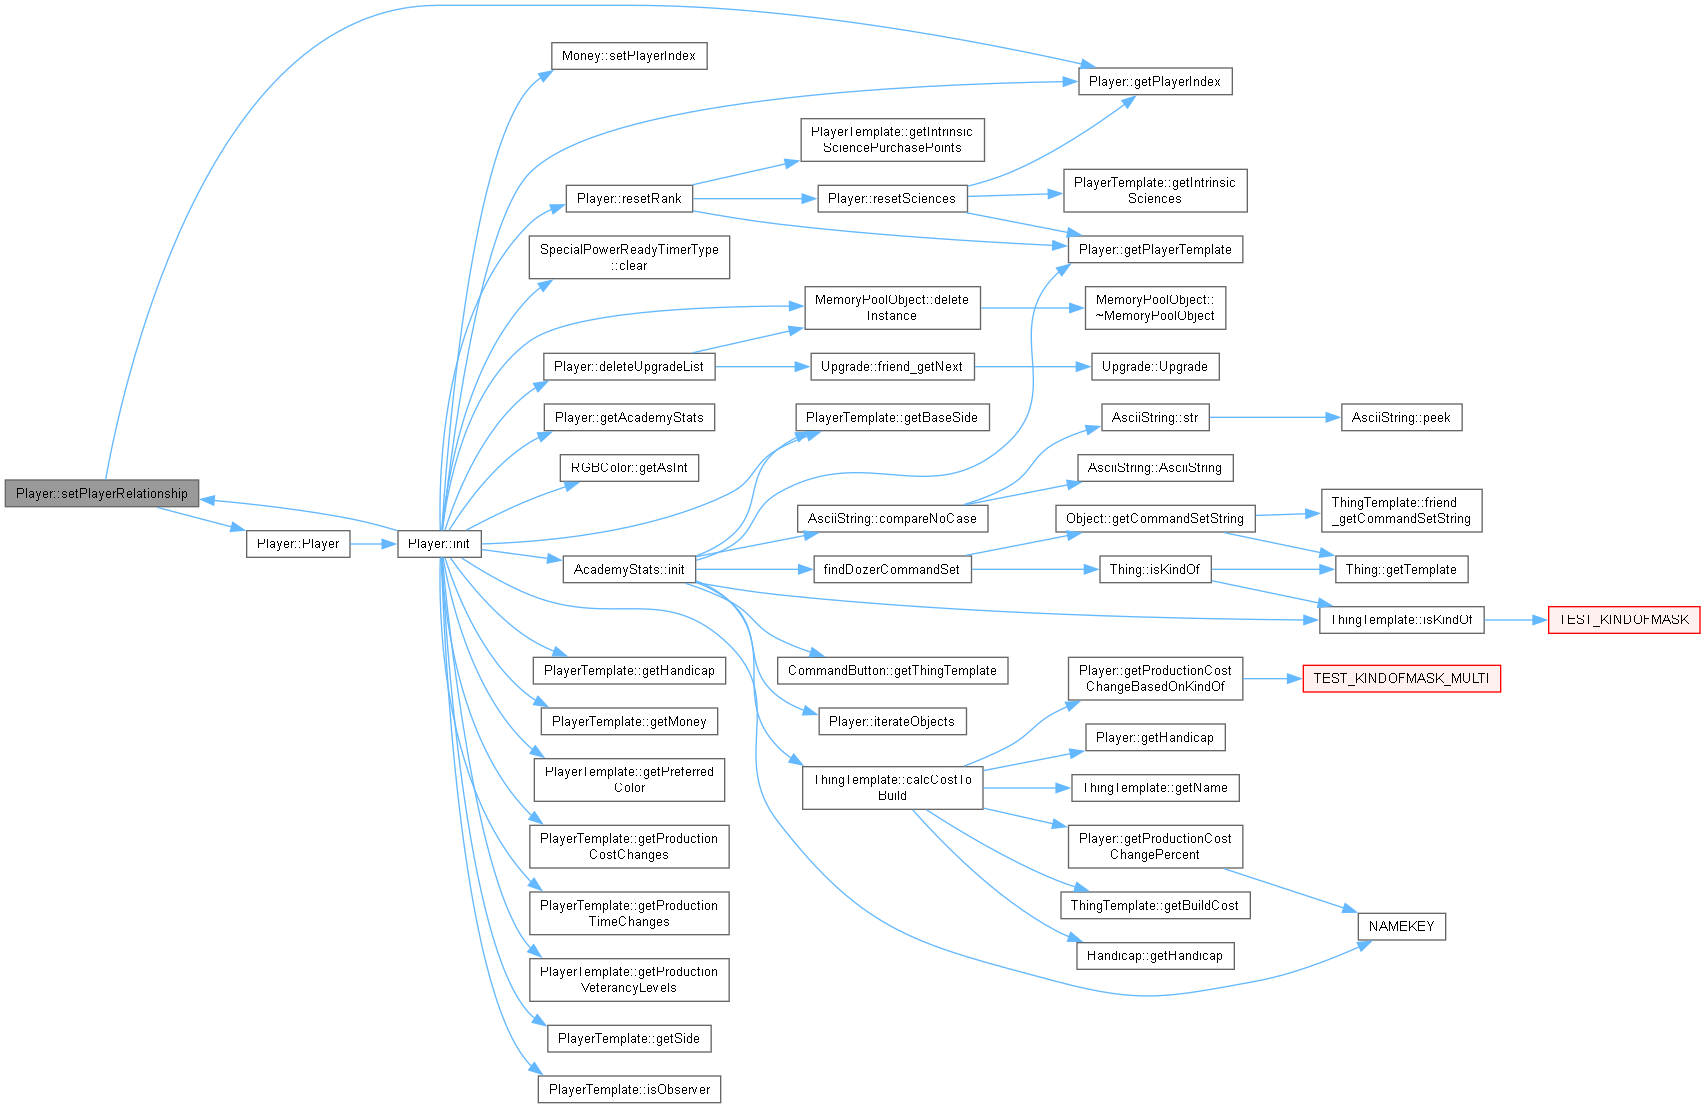 Player::setPlayerRelationship
Player::Player
Player::init
Money::setPlayerIndex
Player::resetRank
SpecialPowerReadyTimerType
::clear
Player::deleteUpgradeList
Player::getAcademyStats
RGBColor::getAsInt
AcademyStats::init
PlayerTemplate::getHandicap
PlayerTemplate::getMoney
PlayerTemplate::getPreferred
Color
PlayerTemplate::getProduction
CostChanges
PlayerTemplate::getProduction
TimeChanges
PlayerTemplate::getProduction
VeterancyLevels
PlayerTemplate::getSide
PlayerTemplate::isObserver
PlayerTemplate::getIntrinsic
SciencePurchasePoints
Player::resetSciences
MemoryPoolObject::delete
Instance
Upgrade::friend_getNext
PlayerTemplate::getBaseSide
AsciiString::compareNoCase
findDozerCommandSet
CommandButton::getThingTemplate
Player::iterateObjects
ThingTemplate::calcCostTo
Build
Player::getPlayerIndex
PlayerTemplate::getIntrinsic
Sciences
Player::getPlayerTemplate
MemoryPoolObject::
~MemoryPoolObject
Upgrade::Upgrade
AsciiString::str
AsciiString::AsciiString
Object::getCommandSetString
Thing::isKindOf
Player::getProductionCost
ChangeBasedOnKindOf
Player::getHandicap
ThingTemplate::getName
Player::getProductionCost
ChangePercent
ThingTemplate::getBuildCost
Handicap::getHandicap
AsciiString::peek
ThingTemplate::friend
_getCommandSetString
Thing::getTemplate
ThingTemplate::isKindOf
TEST_KINDOFMASK_MULTI
NAMEKEY
TEST_KINDOFMASK